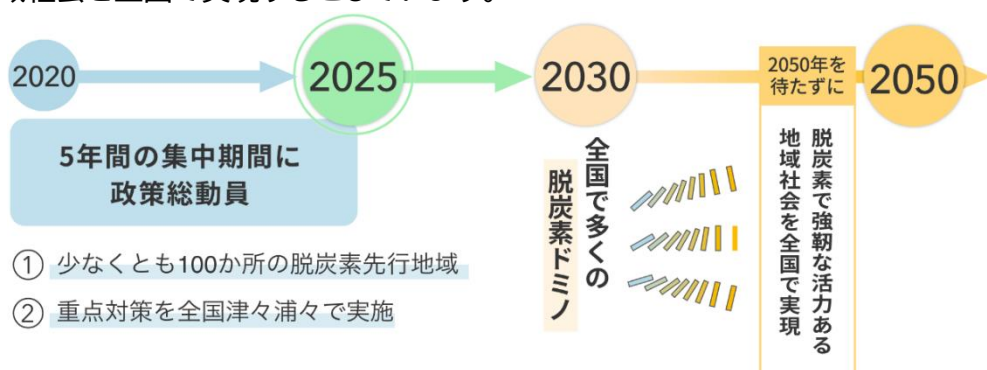 2020
2025
2030
2050年を
待たずに
2050
5年間の集中期間に
政策総動員
① 少なくとも100か所の脱炭素先行地域
② 重点対策を全国津々浦々で実施
全国で多くの
脱炭素ドミノ
脱炭素で強靭な活力ある
地域社会を全国で実現